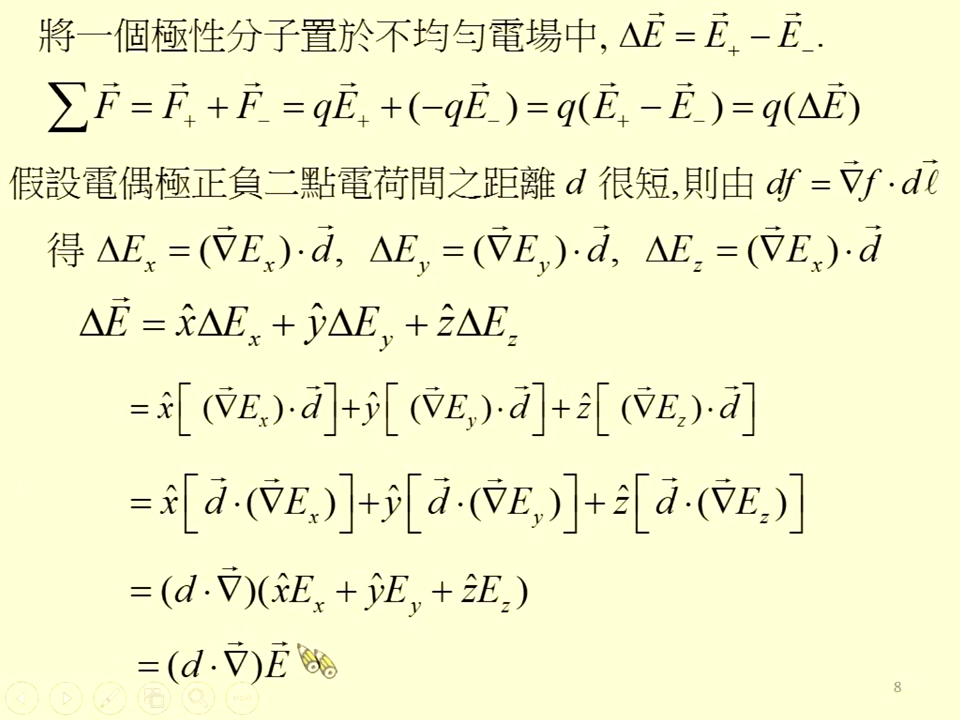 將一個極性分子置於不均勻電場中, ΔE⃗ = E⃗₊ − E⃗₋.
∑F⃗ = F⃗₊ + F⃗₋ = qE⃗₊ + (−qE⃗₋) = q(E⃗₊ − E⃗₋) = q(ΔE⃗)
假設電偶極正負二點電荷間之距離 d 很短,則由 df = ∇⃗f · dℓ⃗
得 ΔEₓ = (∇⃗Eₓ)·d⃗, ΔE_y = (∇⃗E_y)·d⃗, ΔE_z = (∇⃗Eₓ)·d⃗
ΔE⃗ = x̂ΔEₓ + ŷΔE_y + ẑΔE_z
= x̂[(∇⃗Eₓ)·d⃗]+ŷ[(∇⃗E_y)·d⃗]+ẑ[(∇⃗E_z)·d⃗]
= x̂[d⃗·(∇⃗Eₓ)]+ŷ[d⃗·(∇⃗E_y)]+ẑ[d⃗·(∇⃗E_z)]
= (d·∇⃗)(x̂Eₓ + ŷE_y + ẑE_z)
= (d·∇⃗)E⃗
8